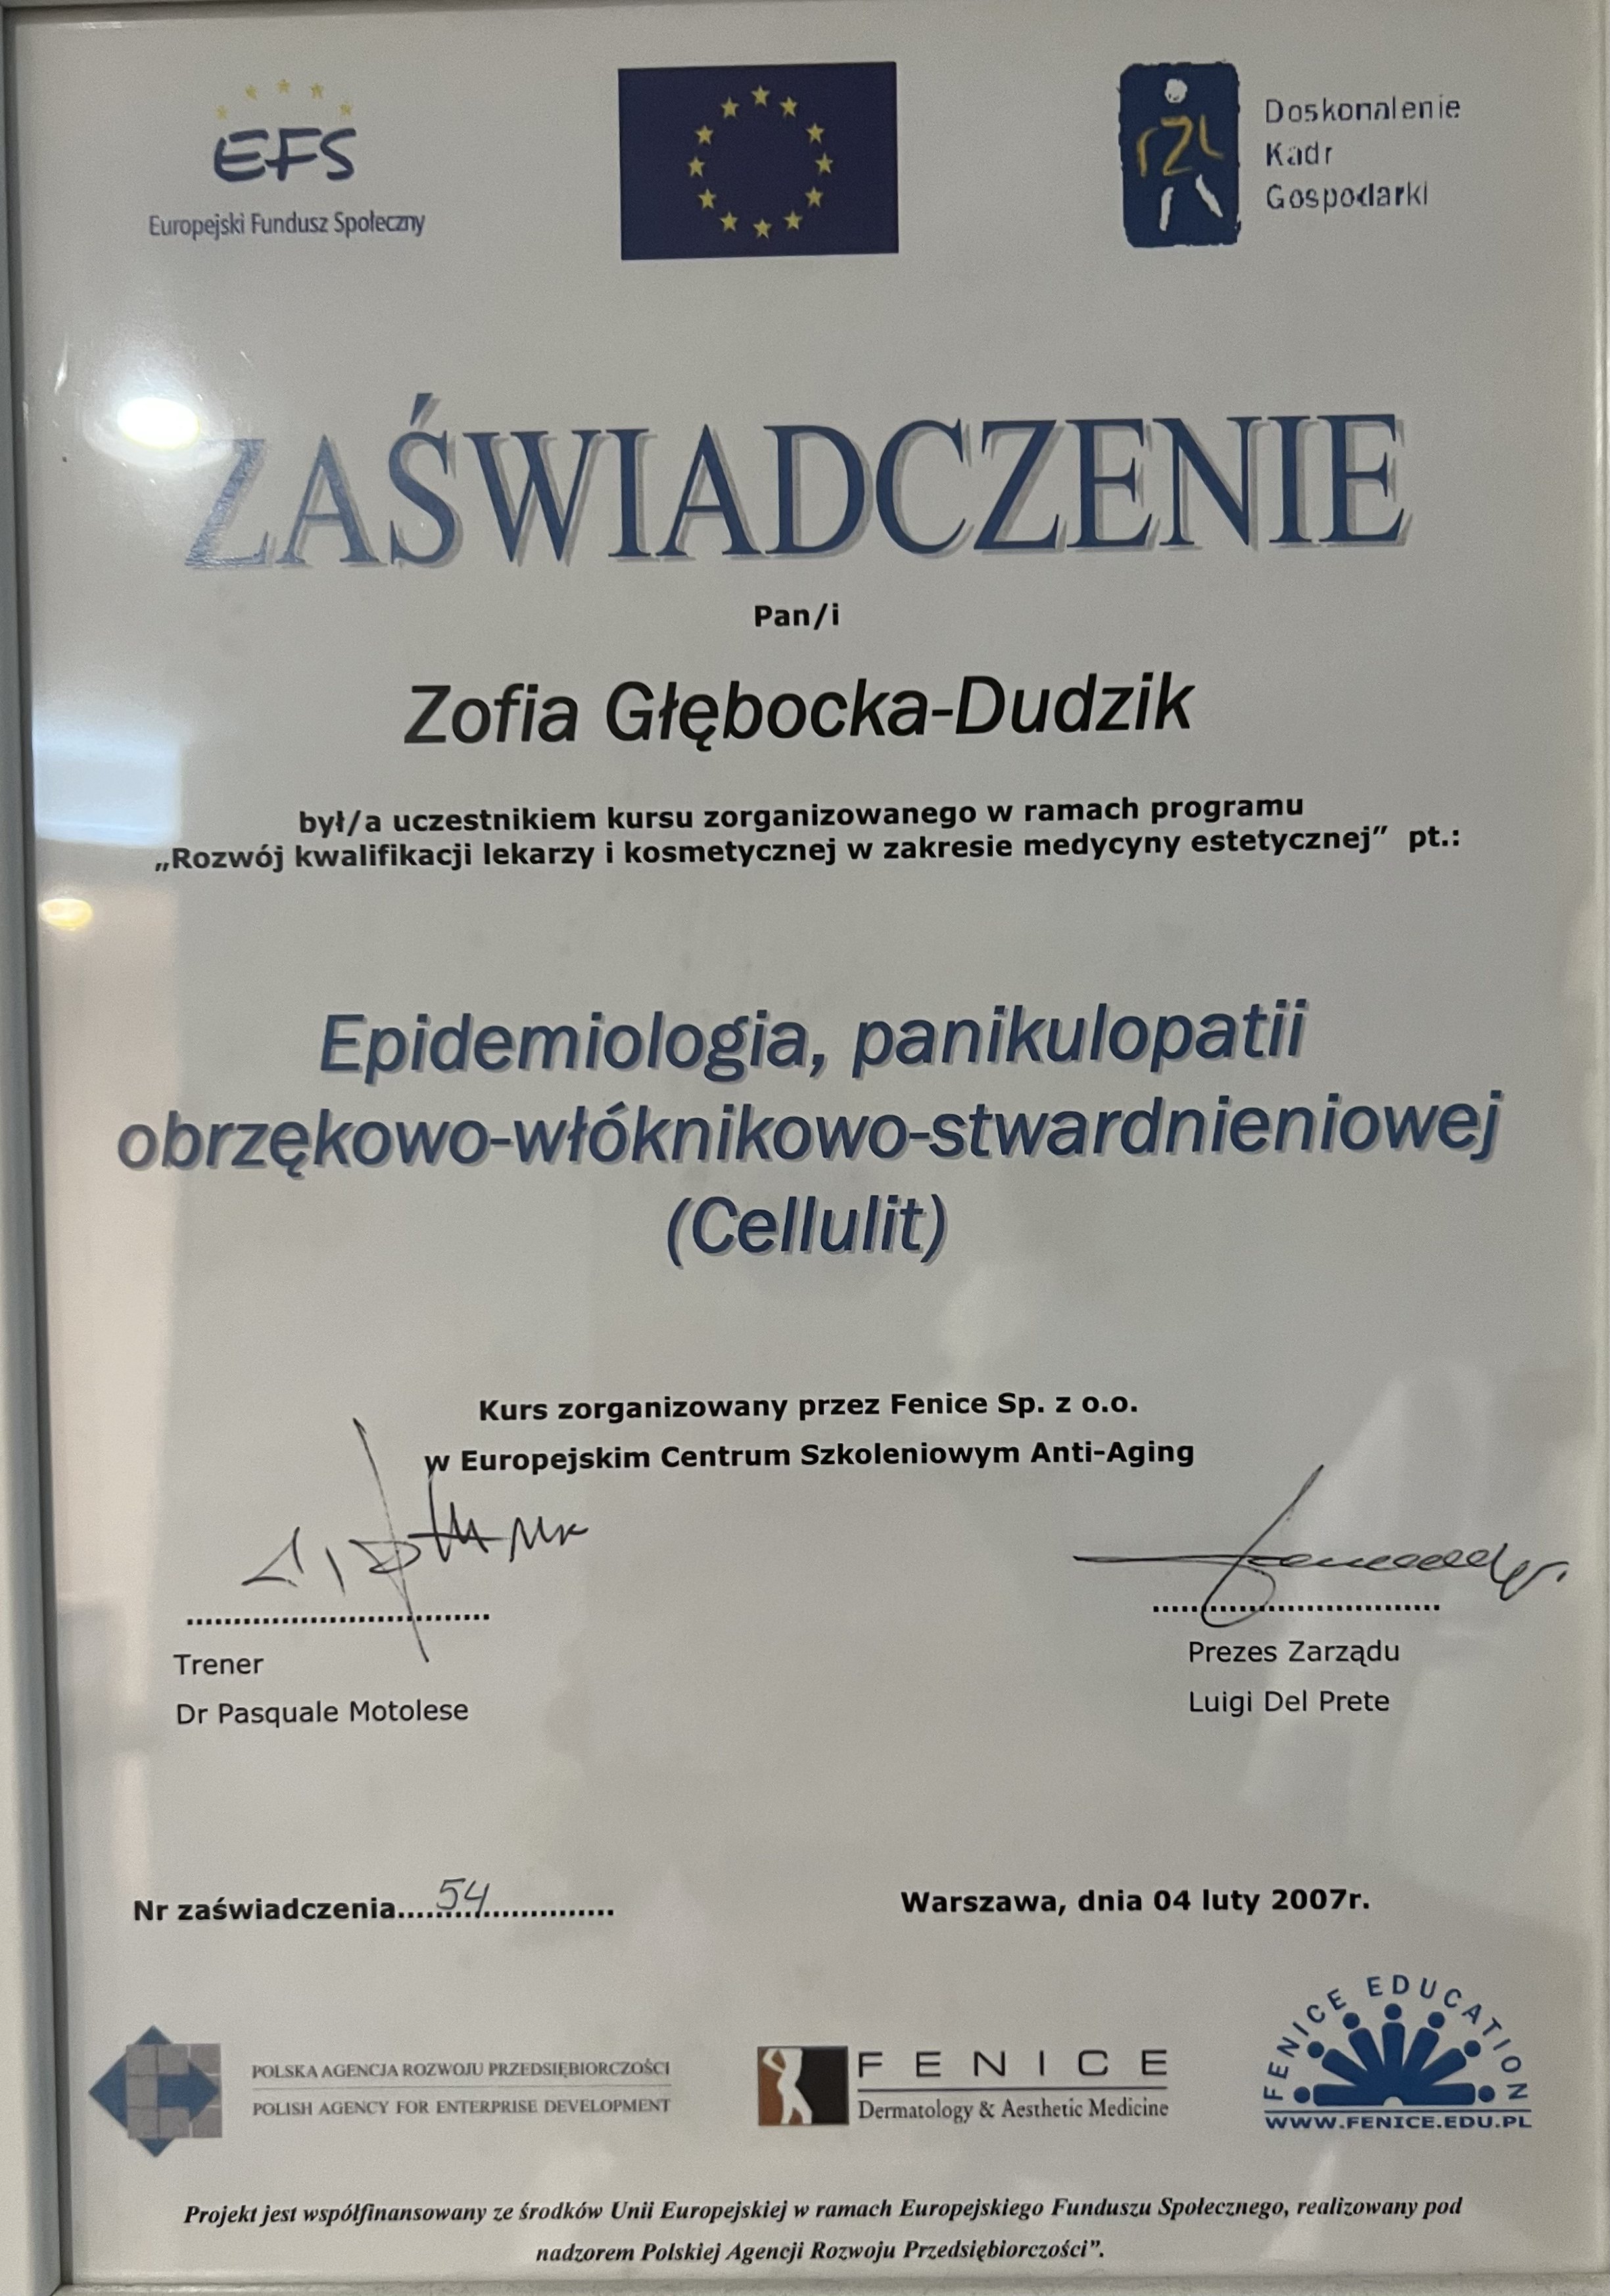 EFS
Europejski Fundusz Społeczny
rzl
Doskonalenie
Kadr
Gospodarki
ZAŚWIADCZENIE
Pan/i
Zofia Głębocka-Dudzik
był/a uczestnikiem kursu zorganizowanego w ramach programu
„Rozwój kwalifikacji lekarzy i kosmetycznej w zakresie medycyny estetycznej” pt.:
Epidemiologia, panikulopatii
obrzękowo-włóknikowo-stwardnieniowej
(Cellulit)
Kurs zorganizowany przez Fenice Sp. z o.o.
w Europejskim Centrum Szkoleniowym Anti-Aging
Trener
Dr Pasquale Motolese
Prezes Zarządu
Luigi Del Prete
Nr zaświadczenia......54......................
Warszawa, dnia 04 luty 2007r.
POLSKA AGENCJA ROZWOJU PRZEDSIĘBIORCZOŚCI
POLISH AGENCY FOR ENTERPRISE DEVELOPMENT
FENICE
Dermatology & Aesthetic Medicine
FENICE EDUCATION
WWW.FENICE.EDU.PL
Projekt jest współfinansowany ze środków Unii Europejskiej w ramach Europejskiego Funduszu Społecznego, realizowany pod
nadzorem Polskiej Agencji Rozwoju Przedsiębiorczości”.